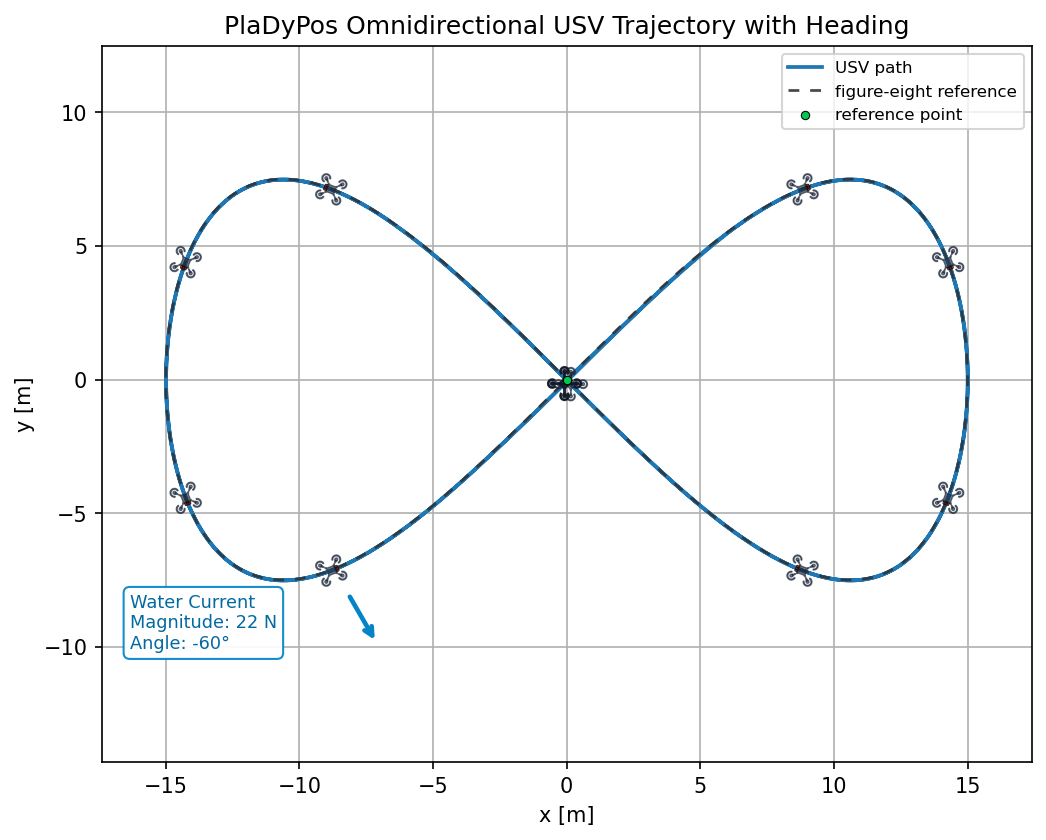 PlaDyPos Omnidirectional USV Trajectory with Heading
USV path
figure-eight reference
reference point
10
5
0
−5
−10
y [m]
Water Current
Magnitude: 22 N
Angle: -60°
−15
−10
−5
0
5
10
15
x [m]